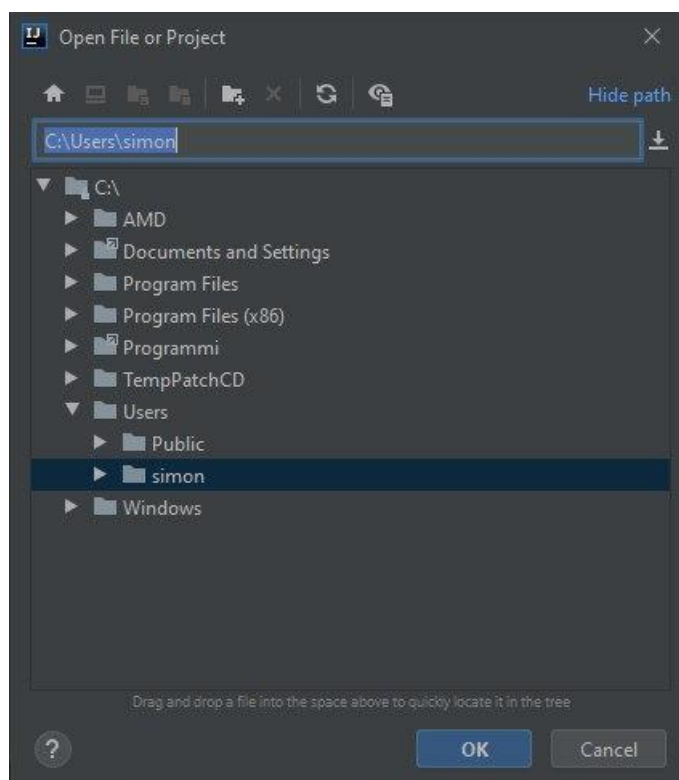 IJ Open File or Project
Hide path
C:\Users\simon
C:\
AMD
Documents and Settings
Program Files
Program Files (x86)
Programmi
TempPatchCD
Users
Public
simon
Windows
Drag and drop a file into the space above to quickly locate it in the tree
? OK Cancel